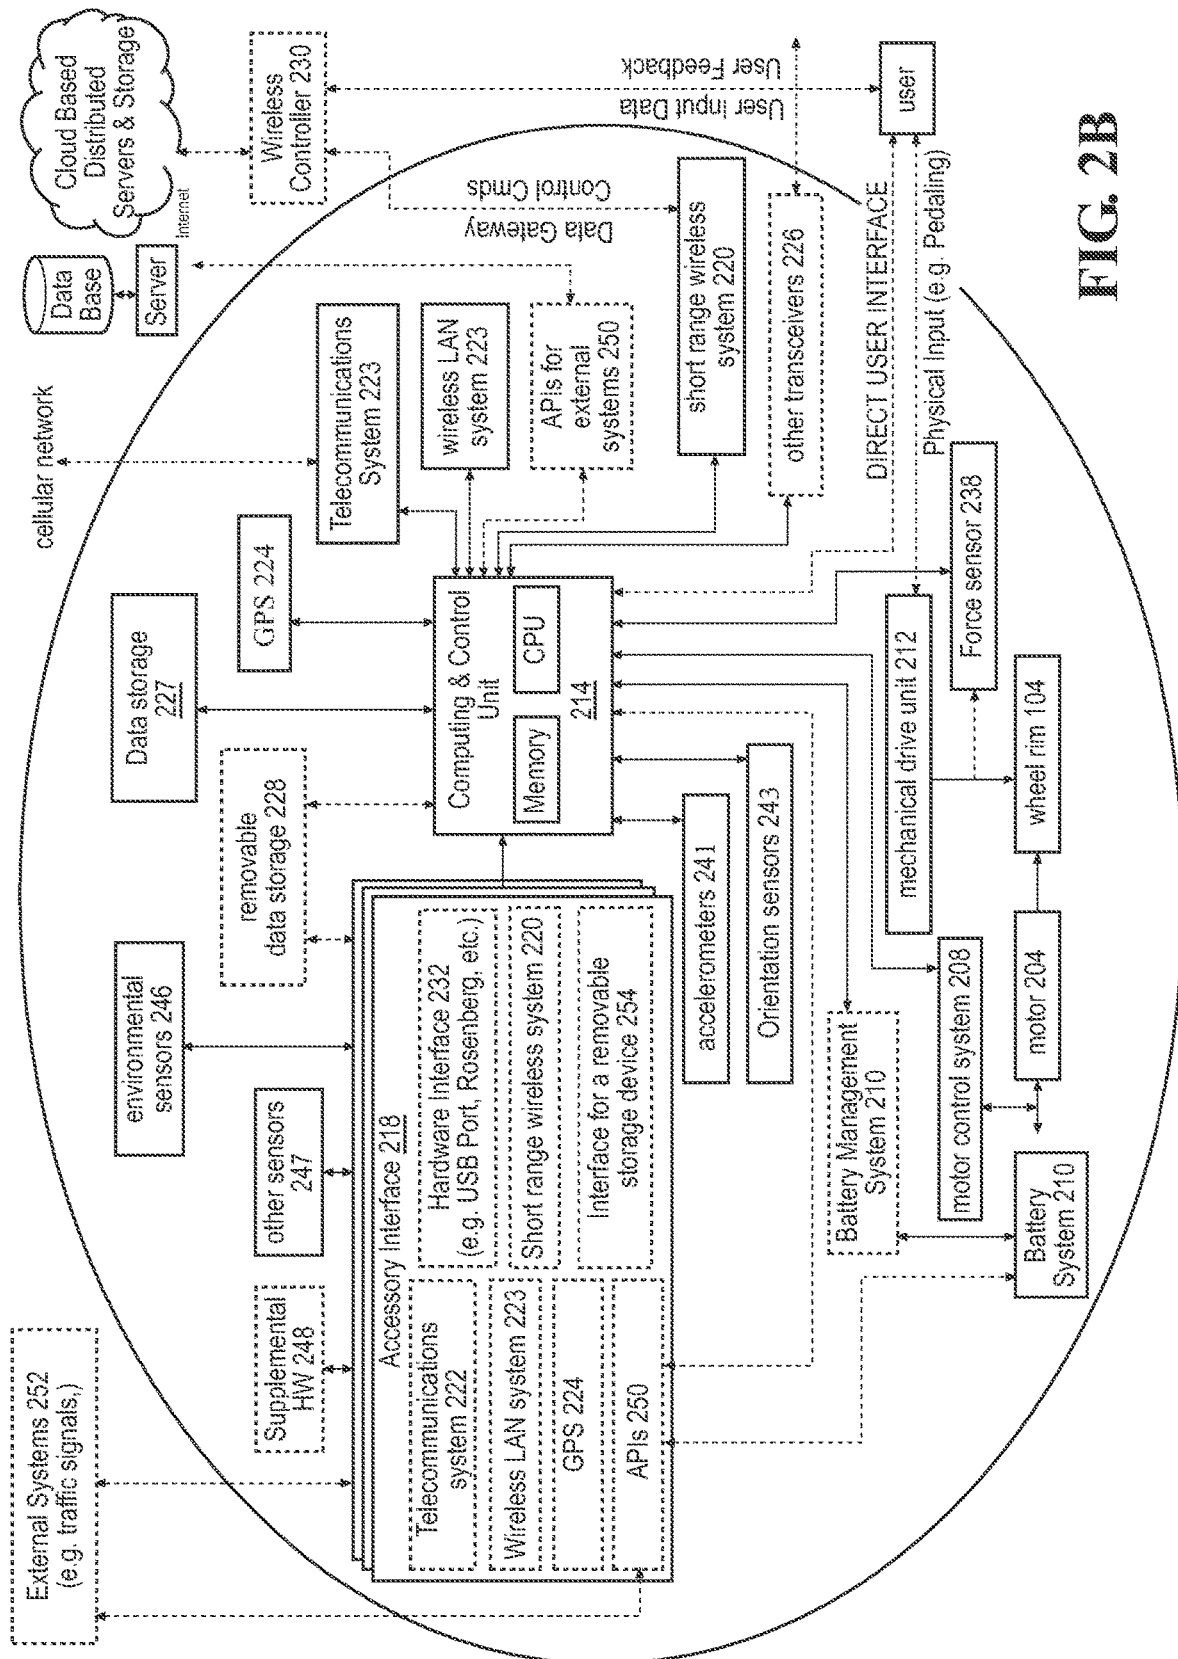 External Systems 252
(e.g. traffic signals,)
Supplemental
HW 248
other sensors
247
environmental
sensors 246
removable
data storage 228
Data storage
227
GPS 224
cellular network
Data
Base
Server
Internet
Cloud Based
Distributed
Servers & Storage
Wireless
Controller 230
Telecommunications
System 223
wireless LAN
system 223
APIs for
external
systems 250
Data Gateway
Control Cmds
short range wireless
system 220
other transceivers 226
User Input Data
User Feedback
user
DIRECT USER INTERFACE
Physical Input (e.g. Pedaling)
Accessory Interface 218
Telecommunications
system 222
Wireless LAN system 223
GPS 224
APIs 250
Hardware Interface 232
(e.g. USB Port, Rosenberg, etc.)
Short range wireless system 220
Interface for a removable
storage device 254
Computing & Control
Unit
214
Memory
CPU
accelerometers 241
Orientation sensors 243
Battery Management
System 210
Battery
System 210
motor control system 208
motor 204
mechanical drive unit 212
wheel rim 104
Force sensor 238
FIG. 2B